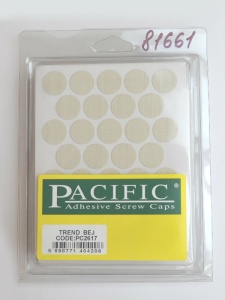 81661
PACIFIC®
Adhesive Screw Caps
TREND BEJ
CODE:PC2617